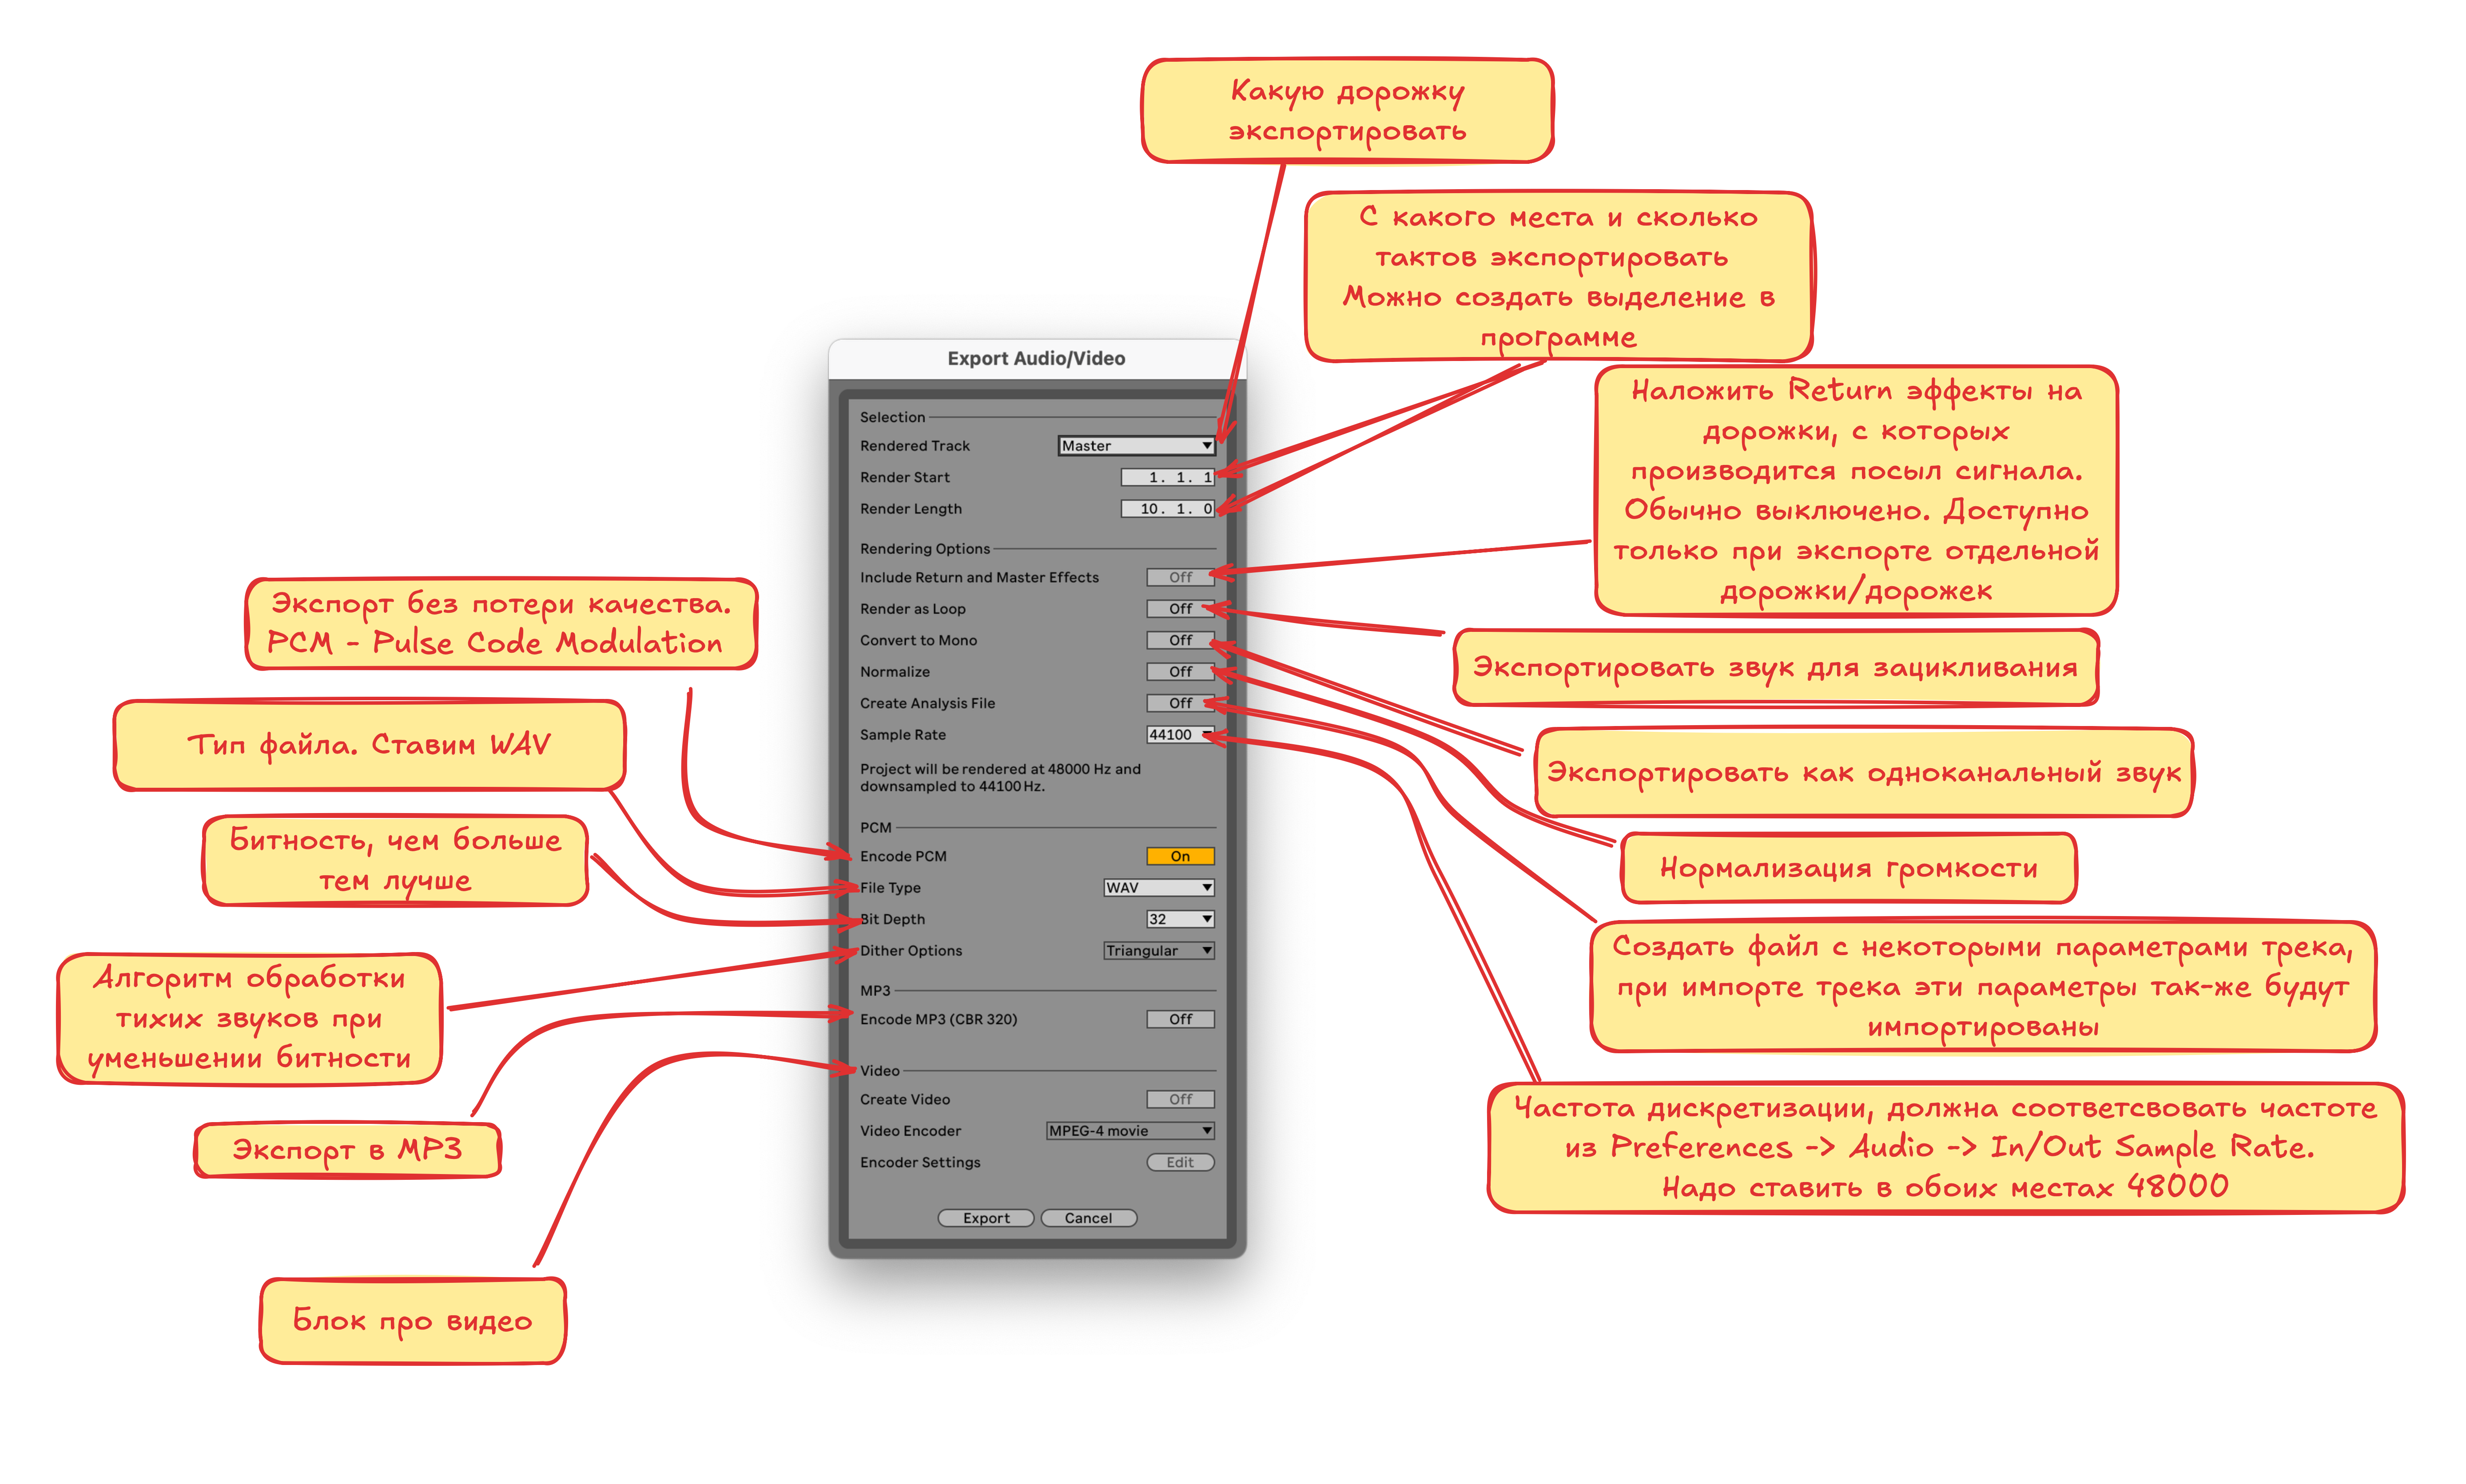 Какую дорожку
экспортировать
С какого места и сколько
тактов экспортировать
Можно создать выделение в
программе
Наложить Return эффекты на
дорожки, с которых
производится посыл сигнала.
Обычно выключено. Доступно
только при экспорте отдельной
дорожки/дорожек
Экспортировать звук для зацикливания
Экспортировать как одноканальный звук
Нормализация громкости
Создать файл с некоторыми параметрами трека,
при импорте трека эти параметры так-же будут
импортированы
Частота дискретизации, должна соответсвовать частоте
из Preferences -> Audio -> In/Out Sample Rate.
Надо ставить в обоих местах 48000
Экспорт без потери качества.
PCM - Pulse Code Modulation
Тип файла. Ставим WAV
Битность, чем больше
тем лучше
Алгоритм обработки
тихих звуков при
уменьшении битности
Экспорт в MP3
Блок про видео
Export Audio/Video
Selection
Rendered Track Master
Render Start 1. 1. 1
Render Length 10. 1. 0
Rendering Options
Include Return and Master Effects Off
Render as Loop Off
Convert to Mono Off
Normalize Off
Create Analysis File Off
Sample Rate 44100
Project will be rendered at 48000 Hz and
downsampled to 44100 Hz.
PCM
Encode PCM On
File Type WAV
Bit Depth 32
Dither Options Triangular
MP3
Encode MP3 (CBR 320) Off
Video
Create Video Off
Video Encoder MPEG-4 movie
Encoder Settings Edit
Export Cancel